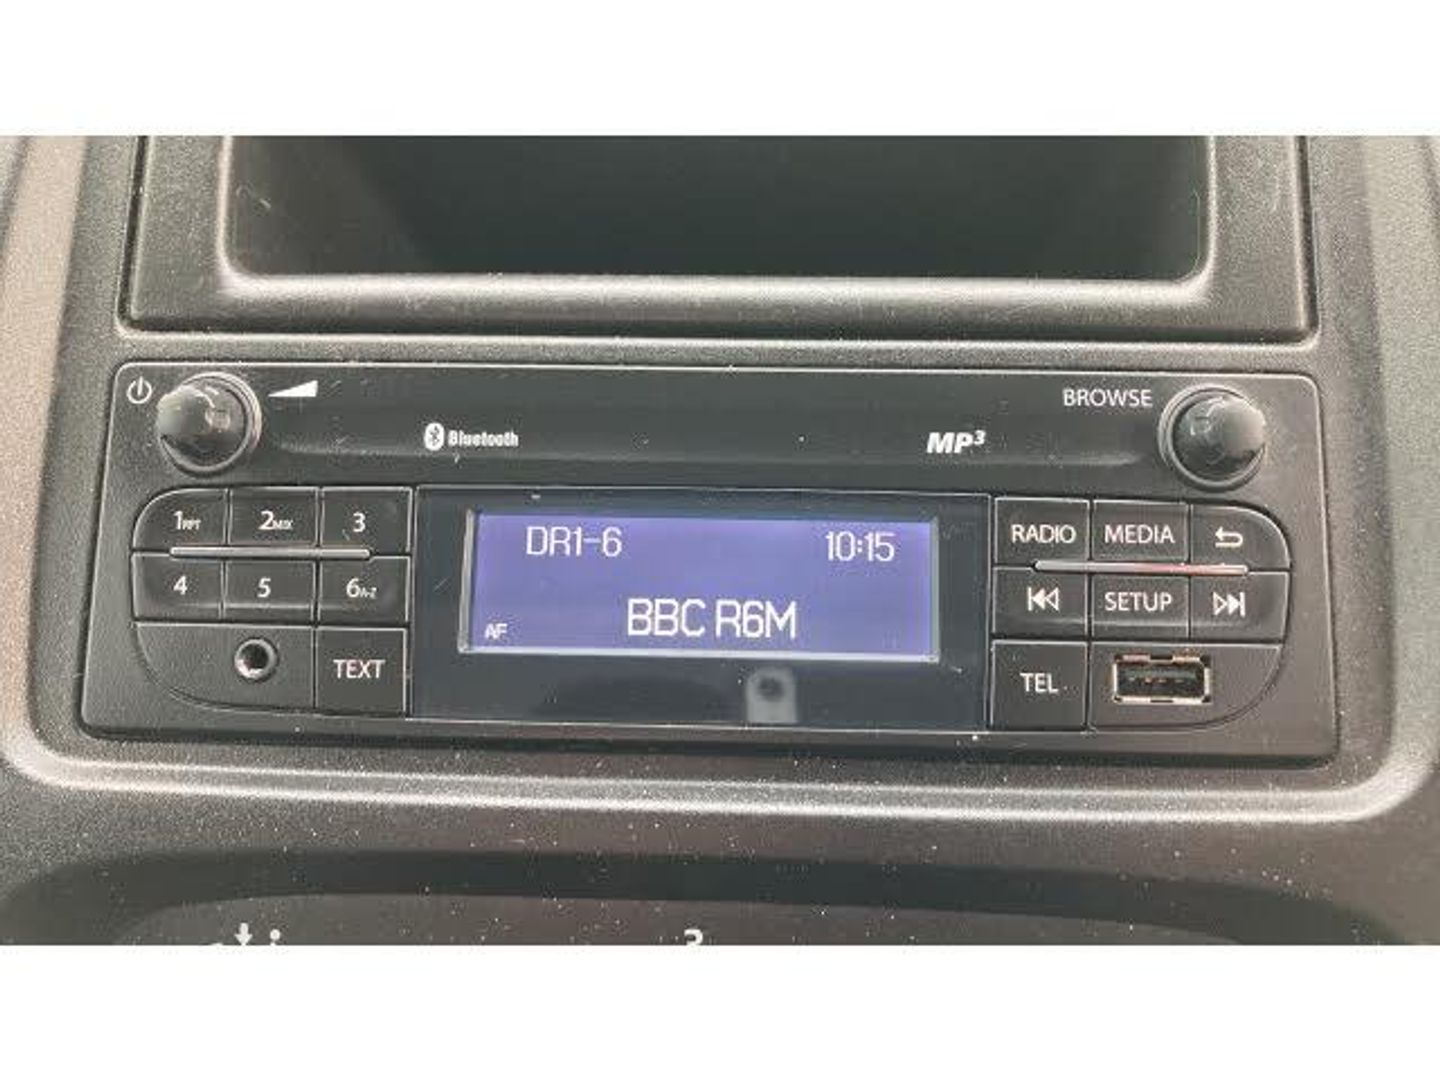 BROWSE
Bluetooth
MP3
1RPT 2MIX 3
4 5 6A-Z
TEXT
DR1-6 10:15
BBC R6M
AF
RADIO MEDIA
SETUP
TEL
3